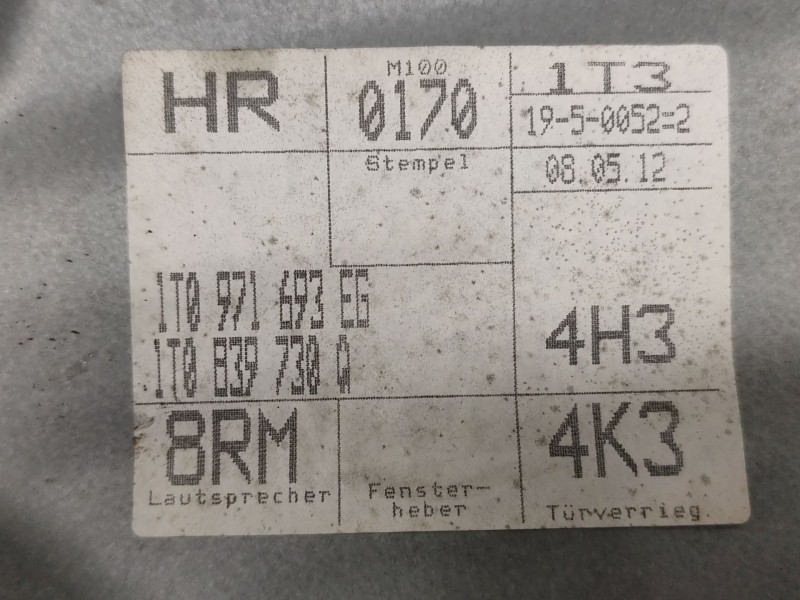 HR
M100
0170
1T3
19-5-0052=2
Stempel
08.05.12
1T0 971 693 EG
1T0 839 730 Q
4H3
8RM
4K3
Lautsprecher
Fenster-
heber
Türverrieg.